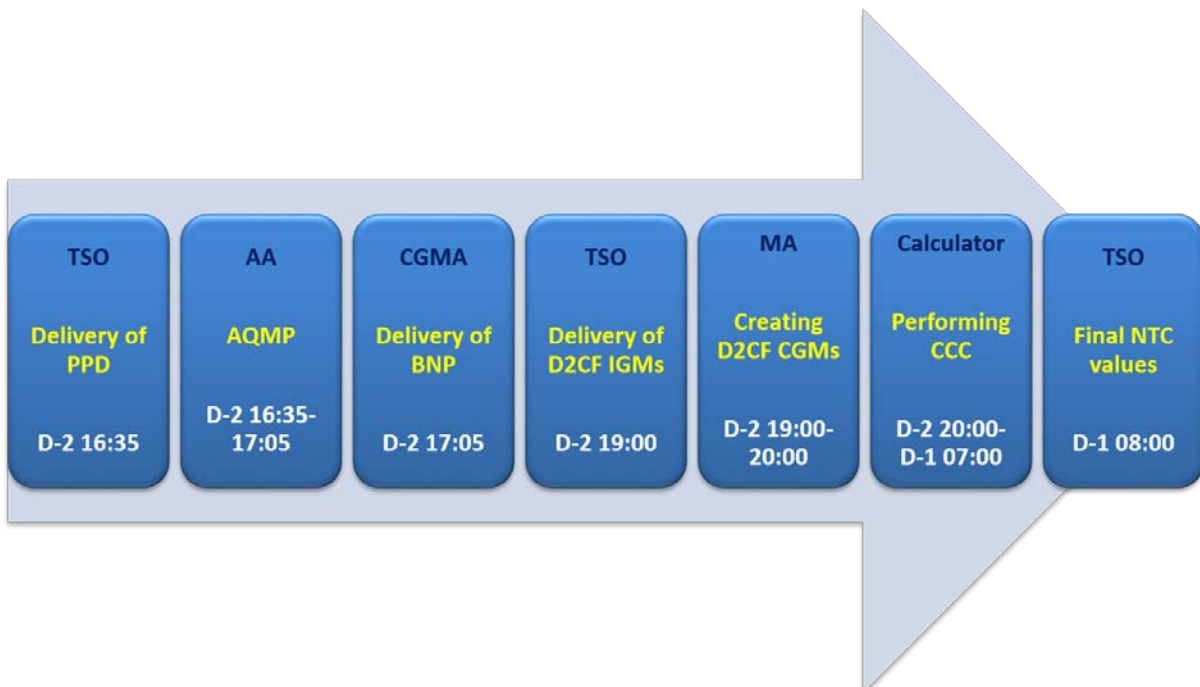 TSO
Delivery of
PPD
D-2 16:35
AA
AQMP
D-2 16:35-
17:05
CGMA
Delivery of
BNP
D-2 17:05
TSO
Delivery of
D2CF IGMs
D-2 19:00
MA
Creating
D2CF CGMs
D-2 19:00-
20:00
Calculator
Performing
CCC
D-2 20:00-
D-1 07:00
TSO
Final NTC
values
D-1 08:00